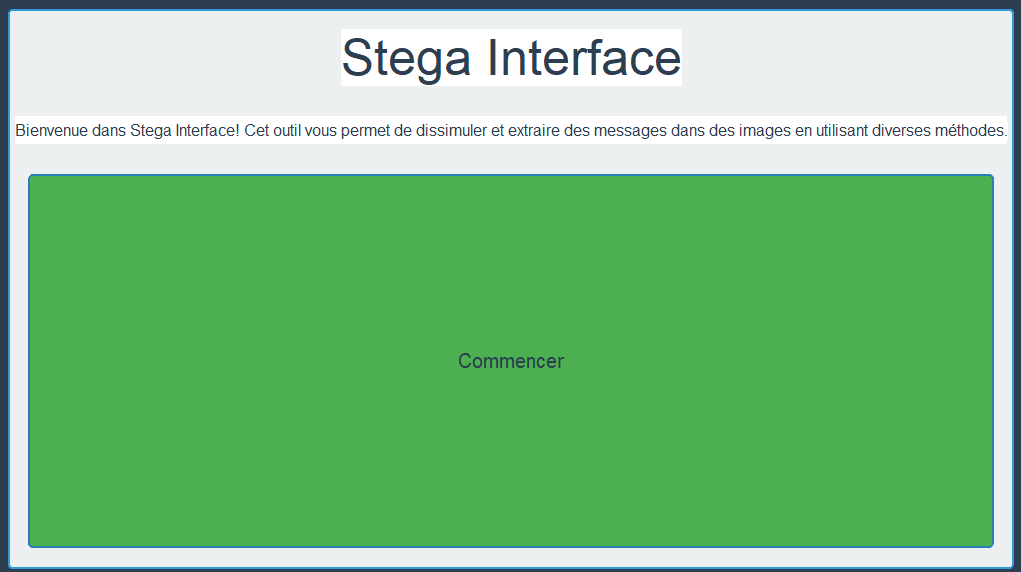 Stega Interface
Bienvenue dans Stega Interface! Cet outil vous permet de dissimuler et extraire des messages dans des images en utilisant diverses méthodes.
Commencer